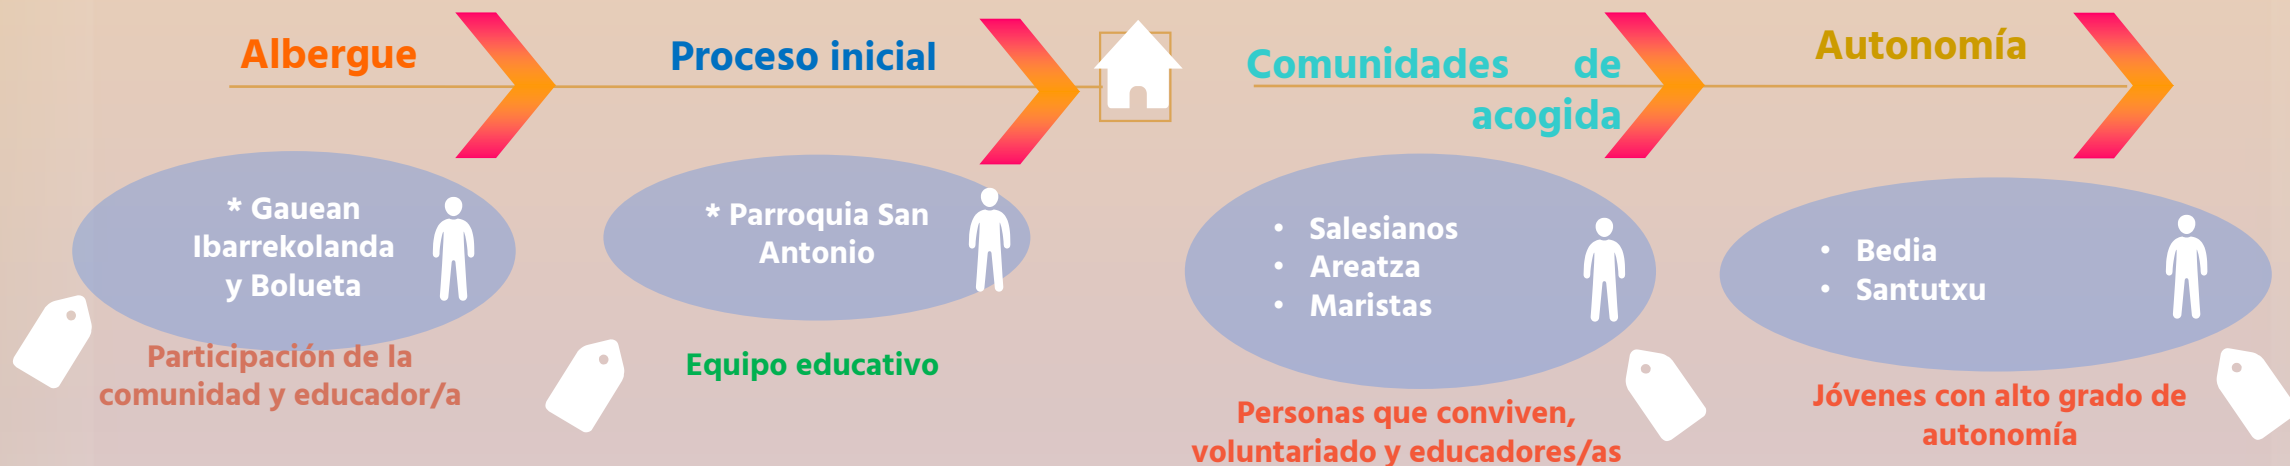 Albergue
* Gauean
Ibarrekolanda
y Bolueta
Participación de la
comunidad y educador/a
Proceso inicial
* Parroquia San
Antonio
Equipo educativo
Comunidades de
acogida
• Salesianos
• Areatza
• Maristas
Personas que conviven,
voluntariado y educadores/as
Autonomía
• Bedia
• Santutxu
Jóvenes con alto grado de
autonomía